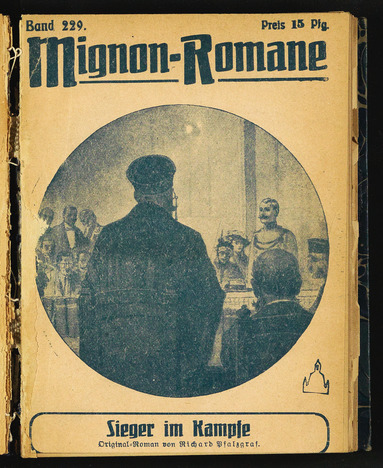 Band 229.
Preis 15 Pfg.
Mignon-Romane
Sieger im Kampfe
Original-Roman von Richard Pfalzgraf.